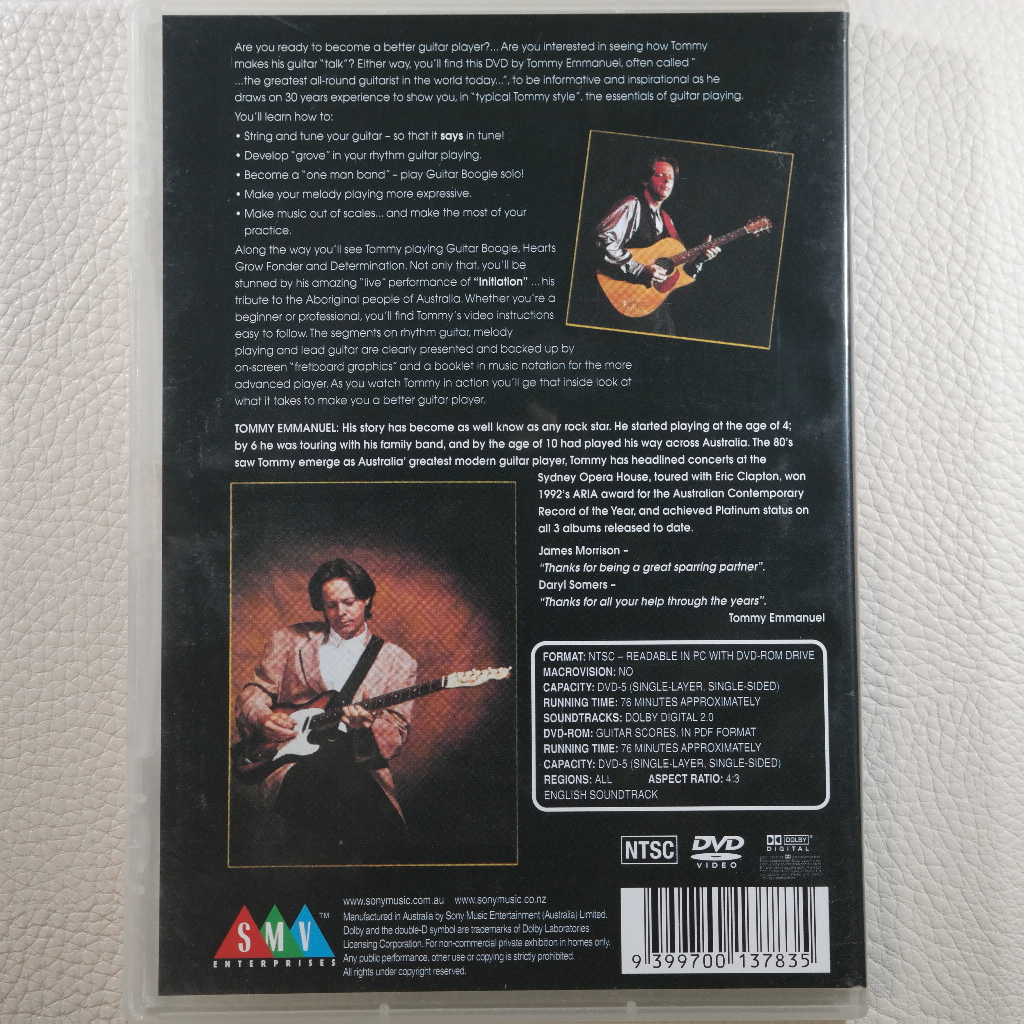 Are you ready to become a better guitar player?... Are you interested in seeing how Tommy
makes his guitar "talk"? Either way, you'll find this DVD by Tommy Emmanuel, often called "
...the greatest all-round guitarist in the world today...", to be informative and inspirational as he
draws on 30 years experience to show you, in "typical Tommy style", the essentials of guitar playing.
You'll learn how to:
• String and tune your guitar – so that it says in tune!
• Develop "grove" in your rhythm guitar playing.
• Become a "one man band" – play Guitar Boogie solo!
• Make your melody playing more expressive.
• Make music out of scales... and make the most of your
practice.
Along the way you'll see Tommy playing Guitar Boogie, Hearts
Grow Fonder and Determination. Not only that, you'll be
stunned by his amazing "live" performance of "Initiation" ... his
tribute to the Aboriginal people of Australia. Whether you're a
beginner or professional, you'll find Tommy's video instructions
easy to follow. The segments on rhythm guitar, melody
playing and lead guitar are clearly presented and backed up by
on-screen "fretboard graphics" and a booklet in music notation for the more
advanced player. As you watch Tommy in action you'll ge that inside look at
what it takes to make you a better guitar player.
TOMMY EMMANUEL: His story has become as well know as any rock star. He started playing at the age of 4;
by 6 he was touring with his family band, and by the age of 10 had played his way across Australia. The 80's
saw Tommy emerge as Australia' greatest modern guitar player, Tommy has headlined concerts at the
Sydney Opera House, toured with Eric Clapton, won
1992's ARIA award for the Australian Contemporary
Record of the Year, and achieved Platinum status on
all 3 albums released to date.
James Morrison –
"Thanks for being a great sparring partner".
Daryl Somers –
"Thanks for all your help through the years".
Tommy Emmanuel
FORMAT: NTSC – READABLE IN PC WITH DVD-ROM DRIVE
MACROVISION: NO
CAPACITY: DVD-5 (SINGLE-LAYER, SINGLE-SIDED)
RUNNING TIME: 76 MINUTES APPROXIMATELY
SOUNDTRACKS: DOLBY DIGITAL 2.0
DVD-ROM: GUITAR SCORES, IN PDF FORMAT
RUNNING TIME: 76 MINUTES APPROXIMATELY
CAPACITY: DVD-5 (SINGLE-LAYER, SINGLE-SIDED)
REGIONS: ALL ASPECT RATIO: 4:3
ENGLISH SOUNDTRACK
NTSC
DVD VIDEO
DOLBY DIGITAL
SMV™
ENTERPRISES
www.sonymusic.com.au www.sonymusic.co.nz
Manufactured in Australia by Sony Music Entertainment (Australia) Limited.
Dolby and the double-D symbol are trademarks of Dolby Laboratories
Licensing Corporation. For non-commercial private exhibition in homes only.
Any public performance, other use or copying is strictly prohibited.
All rights under copyright reserved.
9 399700 137835